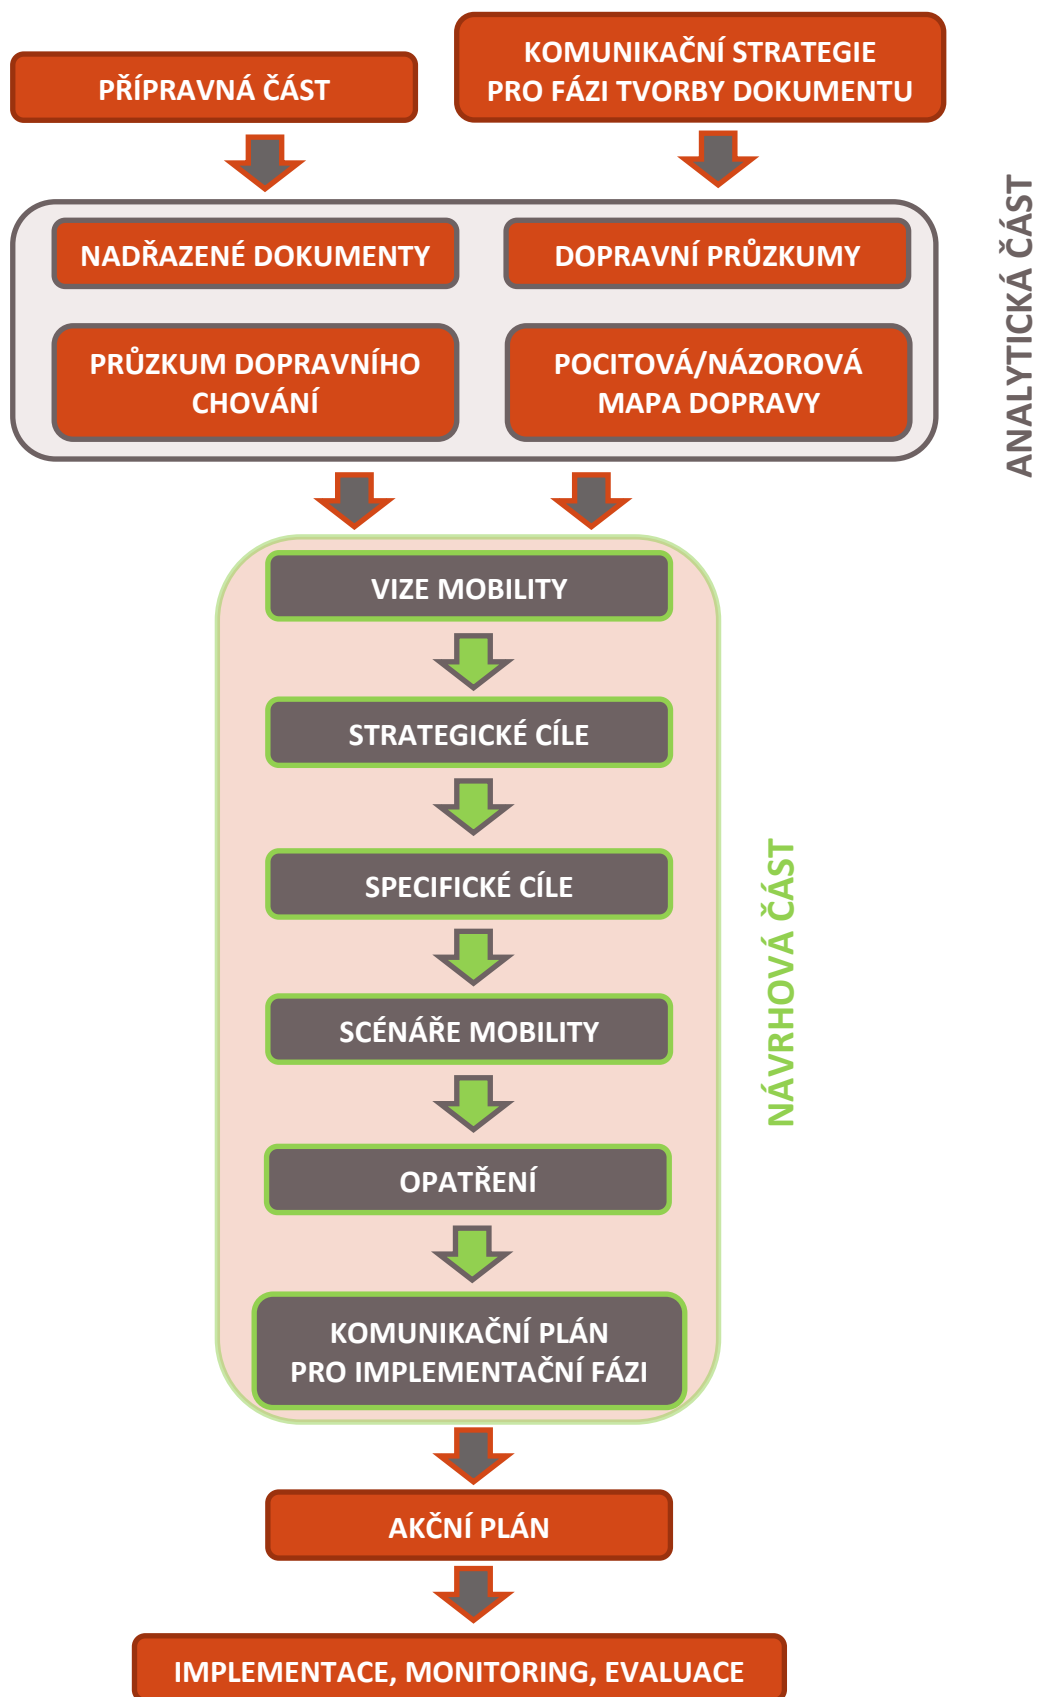 PŘÍPRAVNÁ ČÁST
KOMUNIKAČNÍ STRATEGIE
PRO FÁZI TVORBY DOKUMENTU
NADŘAZENÉ DOKUMENTY
DOPRAVNÍ PRŮZKUMY
PRŮZKUM DOPRAVNÍHO
CHOVÁNÍ
POCITOVÁ/NÁZOROVÁ
MAPA DOPRAVY
ANALYTICKÁ ČÁST
VIZE MOBILITY
STRATEGICKÉ CÍLE
SPECIFICKÉ CÍLE
SCÉNÁŘE MOBILITY
OPATŘENÍ
KOMUNIKAČNÍ PLÁN
PRO IMPLEMENTAČNÍ FÁZI
NÁVRHOVÁ ČÁST
AKČNÍ PLÁN
IMPLEMENTACE, MONITORING, EVALUACE